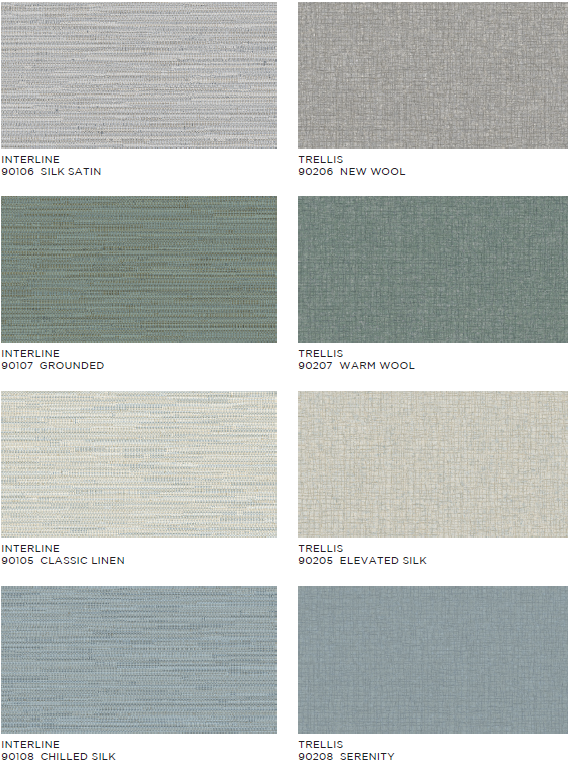 INTERLINE
90106 SILK SATIN
TRELLIS
90206 NEW WOOL
INTERLINE
90107 GROUNDED
TRELLIS
90207 WARM WOOL
INTERLINE
90105 CLASSIC LINEN
TRELLIS
90205 ELEVATED SILK
INTERLINE
90108 CHILLED SILK
TRELLIS
90208 SERENITY